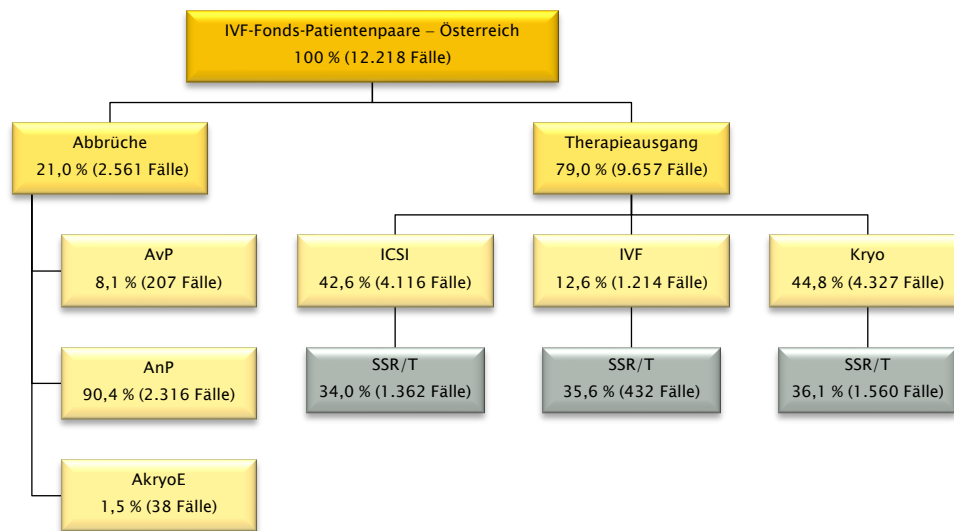 IVF-Fonds-Patientenpaare – Österreich
100 % (12.218 Fälle)
Abbrüche
21,0 % (2.561 Fälle)
Therapieausgang
79,0 % (9.657 Fälle)
AvP
8,1 % (207 Fälle)
AnP
90,4 % (2.316 Fälle)
AkryoE
1,5 % (38 Fälle)
ICSI
42,6 % (4.116 Fälle)
SSR/T
34,0 % (1.362 Fälle)
IVF
12,6 % (1.214 Fälle)
SSR/T
35,6 % (432 Fälle)
Kryo
44,8 % (4.327 Fälle)
SSR/T
36,1 % (1.560 Fälle)